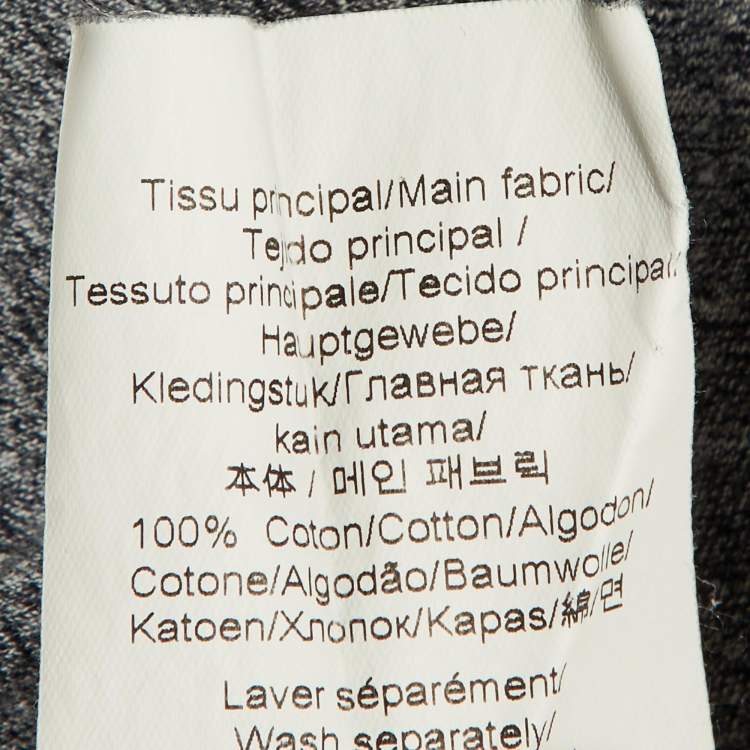 Tissu principal/Main fabric/
Tejido principal /
Tessuto principale/Tecido principal/
Hauptgewebe/
Kledingstuk/Главная ткань/
kain utama/
本体 / 메인 패브릭
100% Coton/Cotton/Algodon/
Cotone/Algodão/Baumwolle/
Katoen/Хлопок/Kapas/綿/면
Laver séparément/
Wash separately/